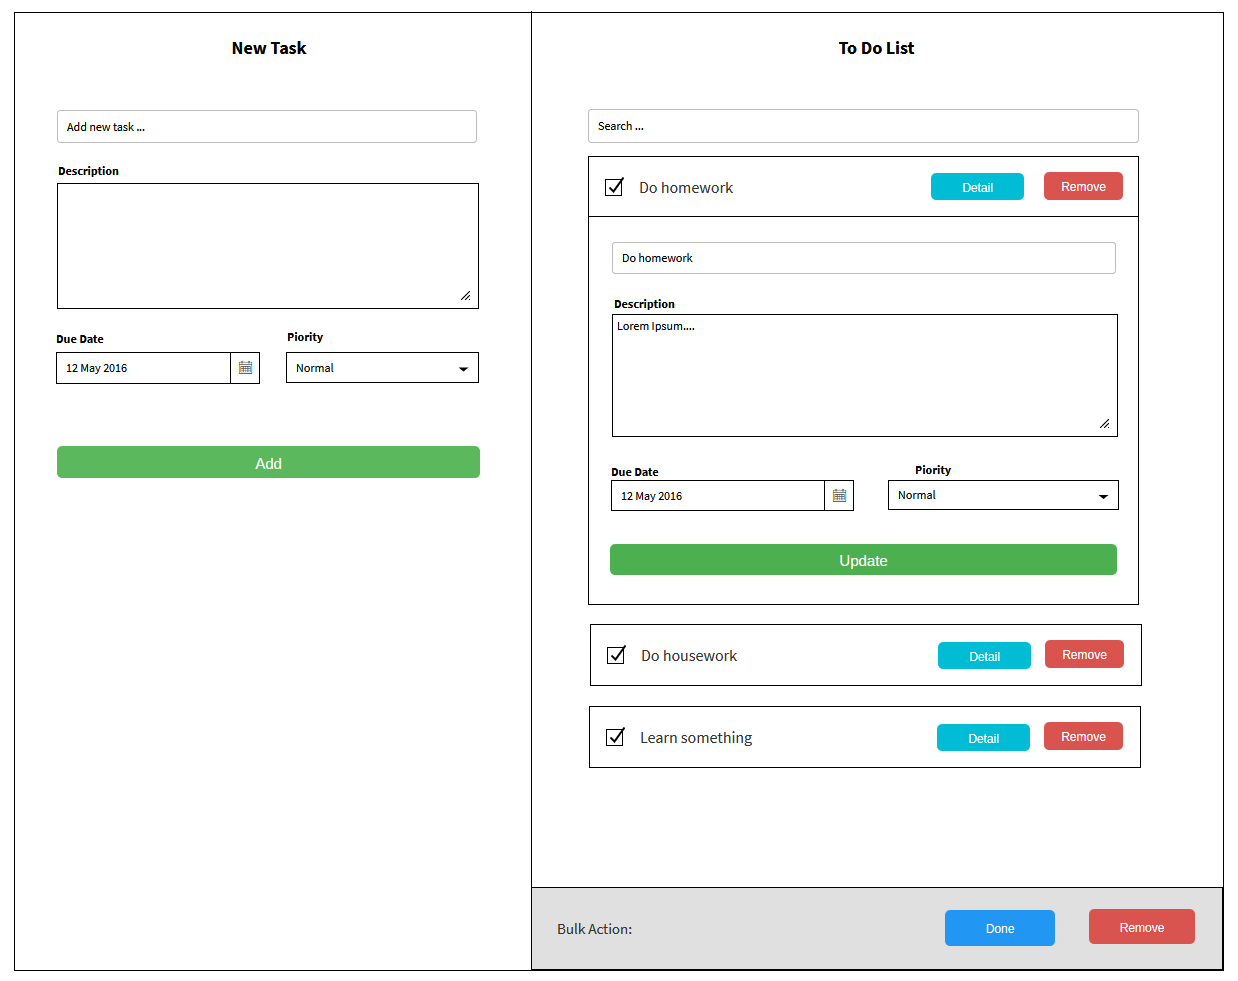 New Task
Add new task ...
Description
Due Date
Piority
12 May 2016
Normal
Add
To Do List
Search ...
Do homework
Detail
Remove
Do homework
Description
Lorem Ipsum....
Due Date
Piority
12 May 2016
Normal
Update
Do housework
Detail
Remove
Learn something
Detail
Remove
Bulk Action:
Done
Remove